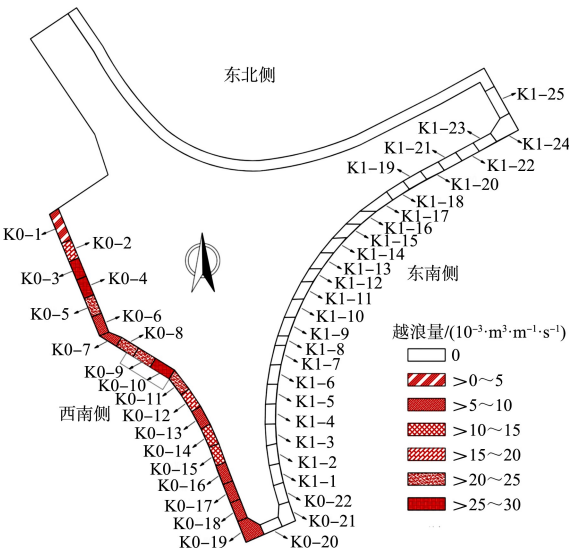 东北侧
K1-25
K1-23
K1-24
K1-21
K1-22
K1-19
K1-20
K1-18
K1-17
K1-16
K1-15
K1-14
K1-13
K1-12
K1-11
K1-10
K1-9
K1-8
K1-7
K1-6
K1-5
K1-4
K1-3
K1-2
K1-1
K0-22
K0-21
K0-20
东南侧
K0-1
K0-2
K0-3
K0-4
K0-5
K0-6
K0-7
K0-8
K0-9
K0-10
K0-11
K0-12
K0-13
K0-14
K0-15
K0-16
K0-17
K0-18
K0-19
西南侧
越浪量/(10⁻³·m³·m⁻¹·s⁻¹)
0
>0～5
>5～10
>10～15
>15～20
>20～25
>25～30